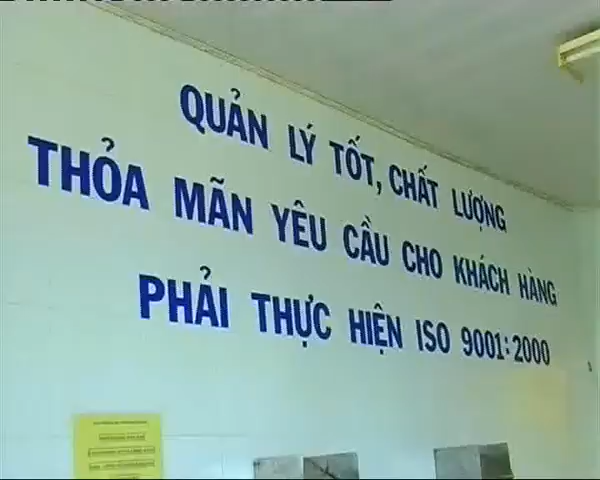 QUẢN LÝ TỐT, CHẤT LƯỢNG
THỎA MÃN YÊU CẦU CHO KHÁCH HÀNG
PHẢI THỰC HIỆN ISO 9001: 2000